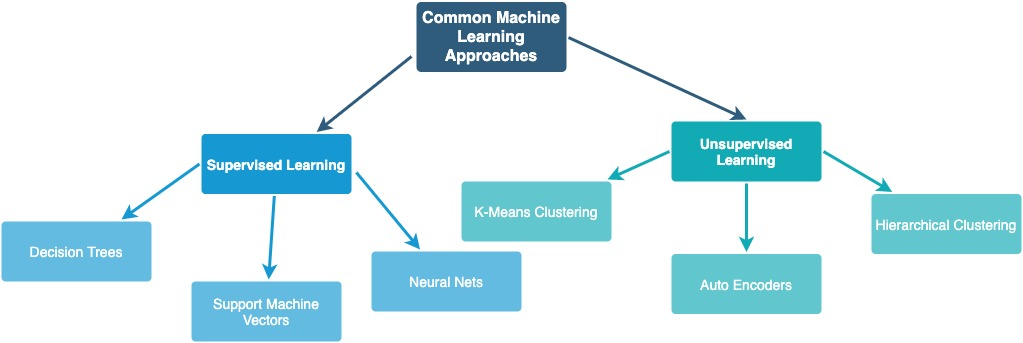 Common Machine
Learning
Approaches
Supervised Learning
Unsupervised
Learning
Decision Trees
Support Machine
Vectors
Neural Nets
K-Means Clustering
Auto Encoders
Hierarchical Clustering